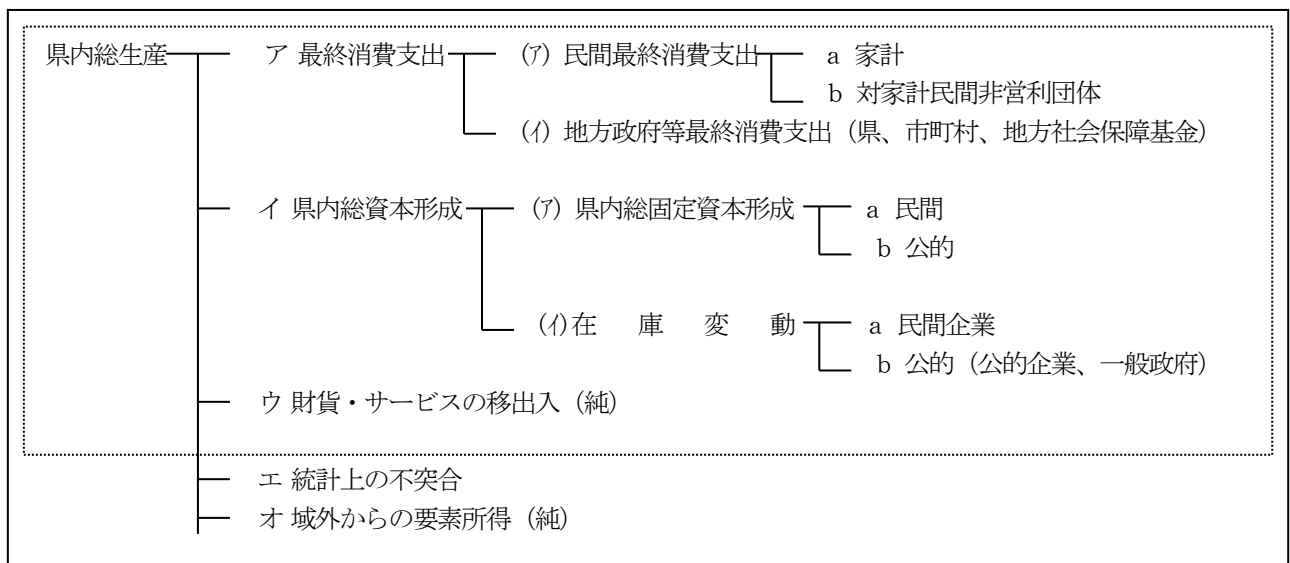 県内総生産 ア 最終消費支出 ㈠ 民間最終消費支出 a 家計
b 対家計民間非営利団体
(イ) 地方政府等最終消費支出（県、市町村、地方社会保障基金）
イ 県内総資本形成 (ア) 県内総固定資本形成 a 民間
b 公的
(イ)在庫変動 a 民間企業
b 公的（公的企業、一般政府）
ウ 財貨・サービスの移出入（純）
エ 統計上の不突合
オ 域外からの要素所得（純）